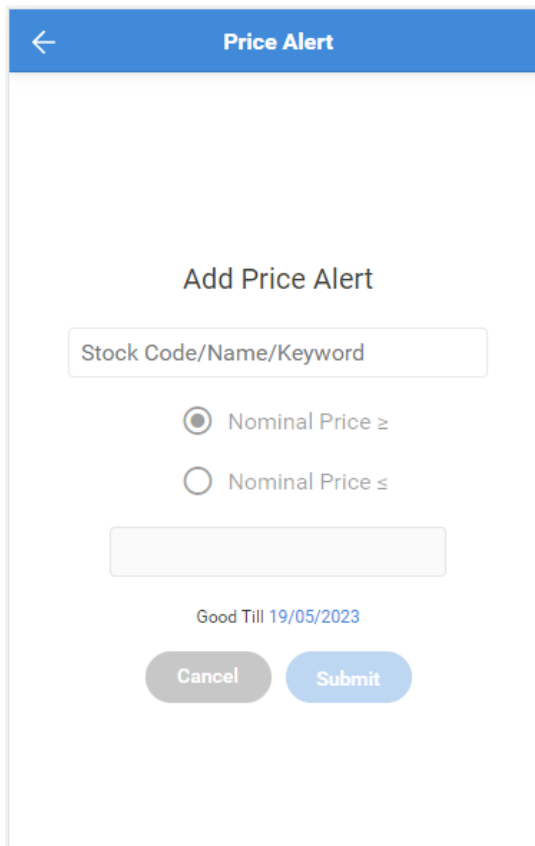 Price Alert
Add Price Alert
Stock Code/Name/Keyword
Nominal Price ≥
Nominal Price ≤
Good Till 19/05/2023
Cancel Submit